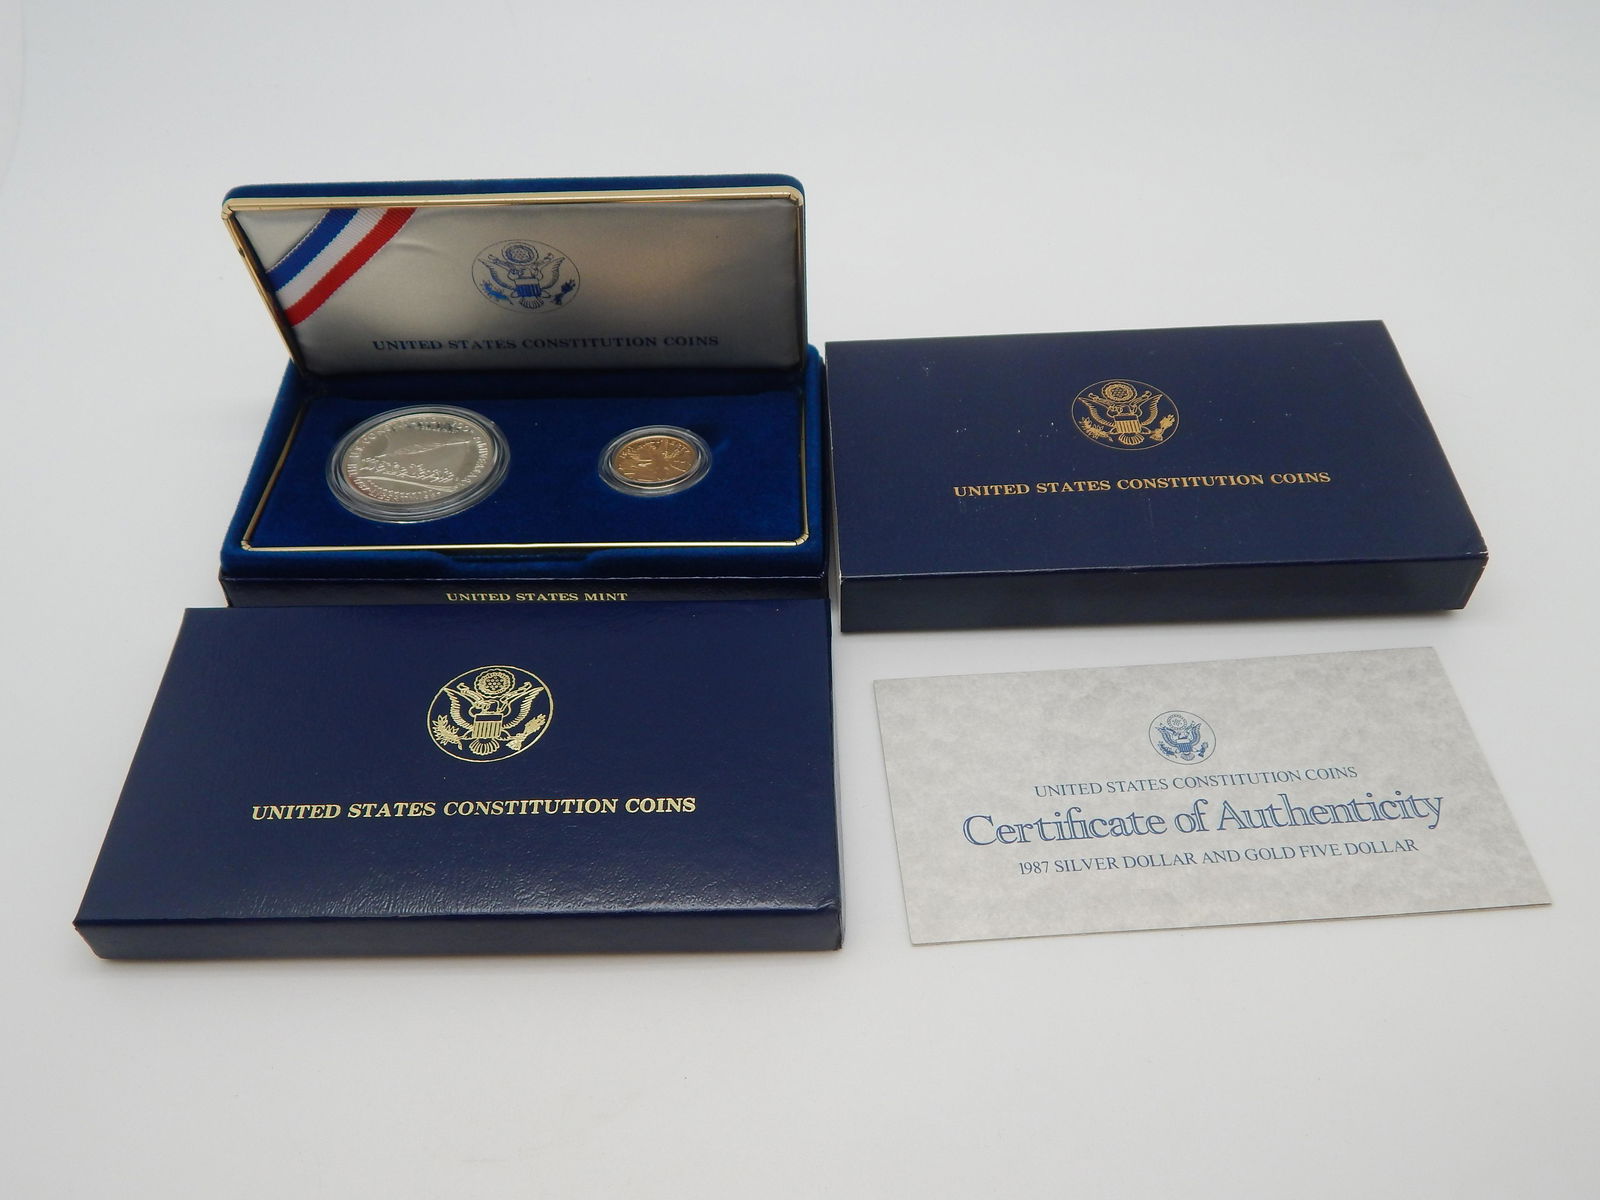 UNITED STATES CONSTITUTION COINS
UNITED STATES MINT
UNITED STATES CONSTITUTION COINS
UNITED STATES CONSTITUTION COINS
UNITED STATES CONSTITUTION COINS
Certificate of Authenticity
1987 SILVER DOLLAR AND GOLD FIVE DOLLAR